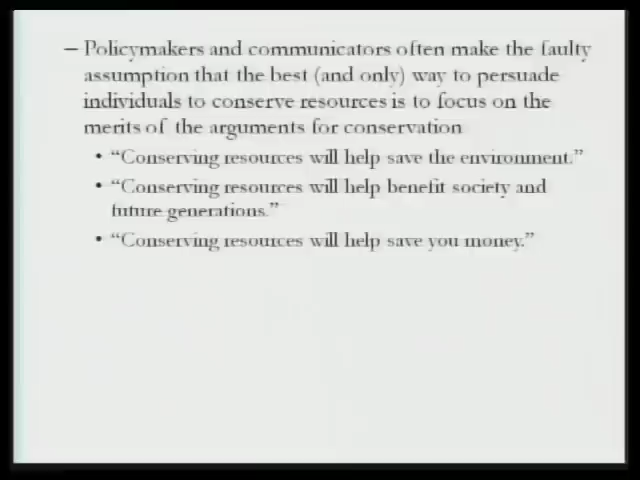 – Policymakers and communicators often make the faulty
assumption that the best (and only) way to persuade
individuals to conserve resources is to focus on the
merits of the arguments for conservation
• “Conserving resources will help save the environment.”
• “Conserving resources will help benefit society and
future generations.”
• “Conserving resources will help save you money.”